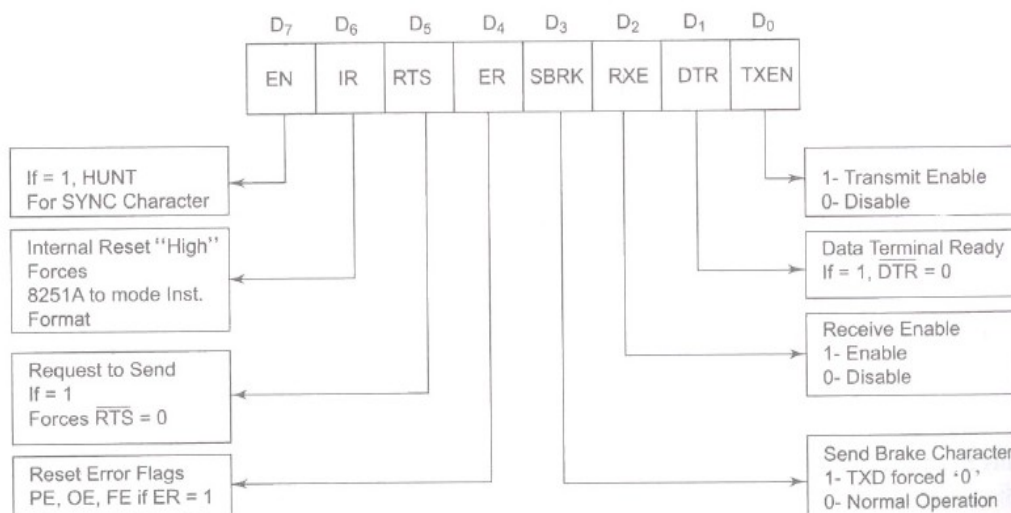 D7 D6 D5 D4 D3 D2 D1 D0
EN IR RTS ER SBRK RXE DTR TXEN
If = 1, HUNT
For SYNC Character
Internal Reset "High"
Forces
8251A to mode Inst.
Format
Request to Send
If = 1
Forces R̅T̅S̅ = 0
Reset Error Flags
PE, OE, FE if ER = 1
1- Transmit Enable
0- Disable
Data Terminal Ready
If = 1, D̅T̅R̅ = 0
Receive Enable
1- Enable
0- Disable
Send Brake Character
1- TXD forced ‘0’
0- Normal Operation